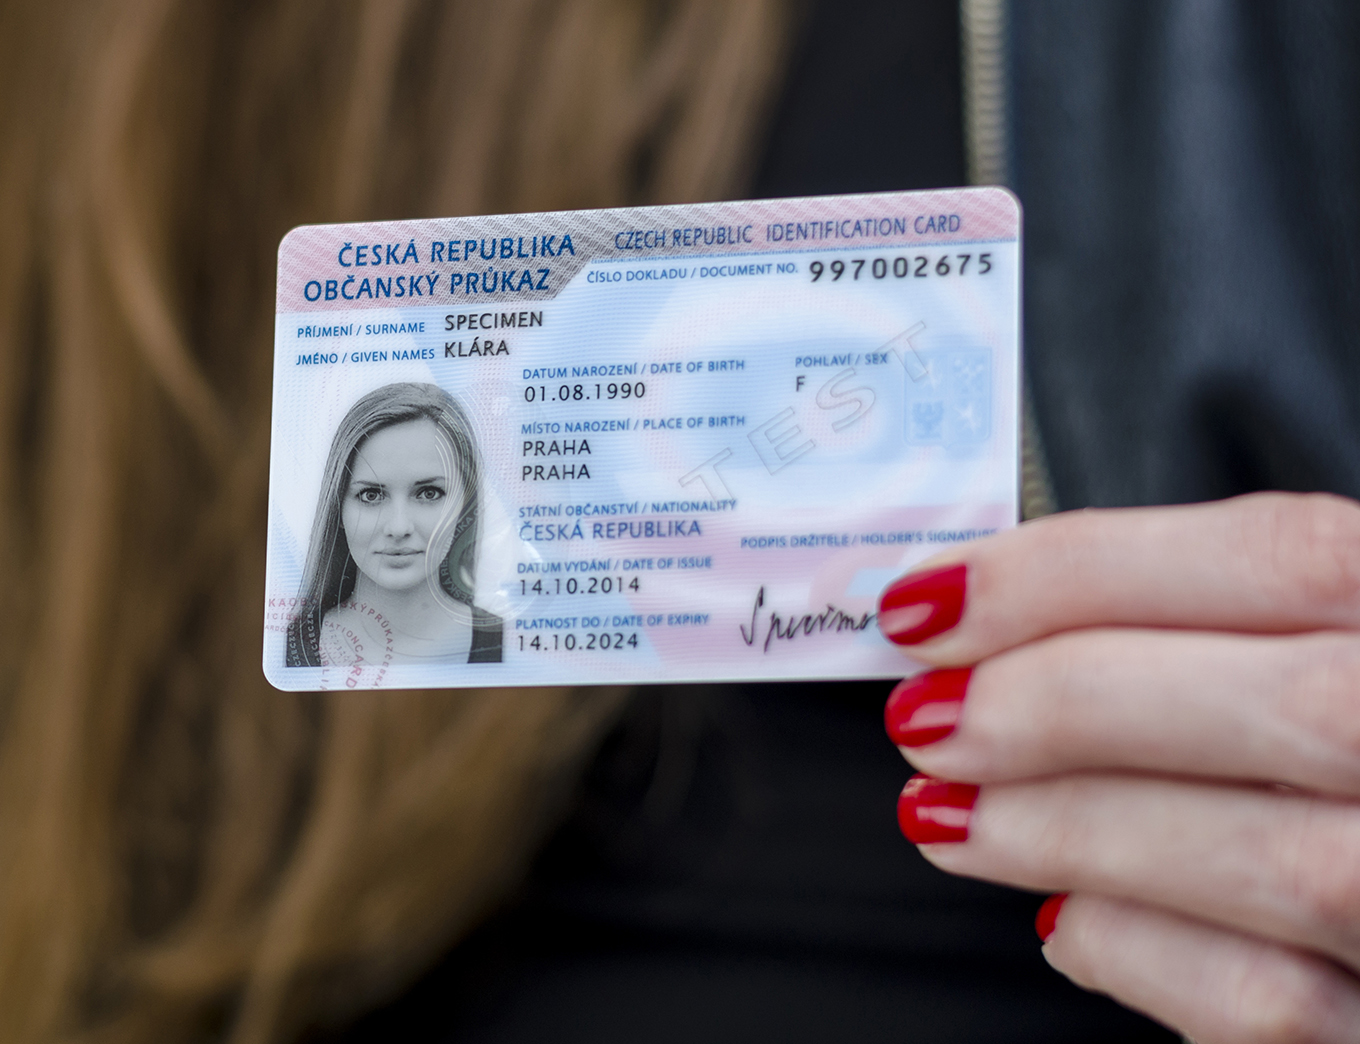 ČESKÁ REPUBLIKA
OBČANSKÝ PRŮKAZ
CZECH REPUBLIC IDENTIFICATION CARD
ČÍSLO DOKLADU / DOCUMENT NO. 997002675
PŘÍJMENÍ / SURNAME SPECIMEN
JMÉNO / GIVEN NAMES KLÁRA
DATUM NAROZENÍ / DATE OF BIRTH
01.08.1990
POHLAVÍ / SEX
F
MÍSTO NAROZENÍ / PLACE OF BIRTH
PRAHA
PRAHA
TEST
STÁTNÍ OBČANSTVÍ / NATIONALITY
ČESKÁ REPUBLIKA
DATUM VYDÁNÍ / DATE OF ISSUE
14.10.2014
PLATNOST DO / DATE OF EXPIRY
14.10.2024
PODPIS DRŽITELE / HOLDER'S SIGNATURE